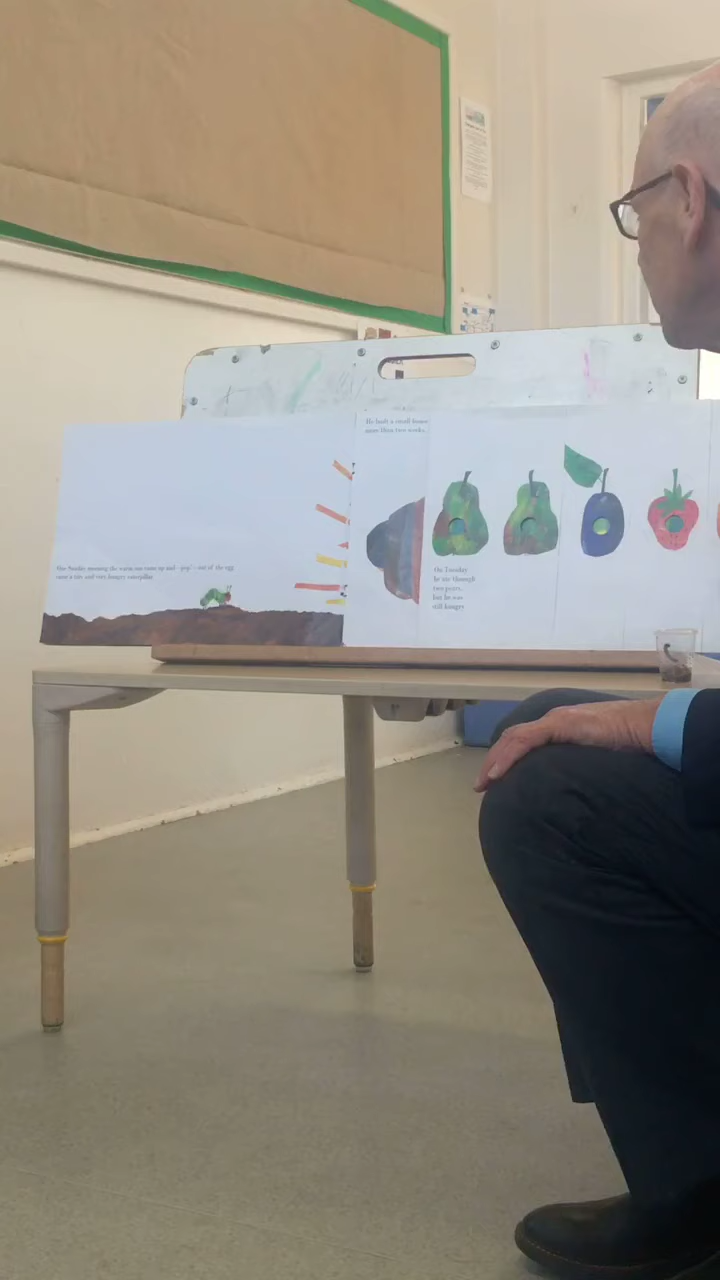 One Sunday morning the warm sun came up and - pop! - out of the egg
came a tiny and very hungry caterpillar.
He built a small house
more than two weeks.
On Tuesday
he ate through
two pears,
but he was
still hungry